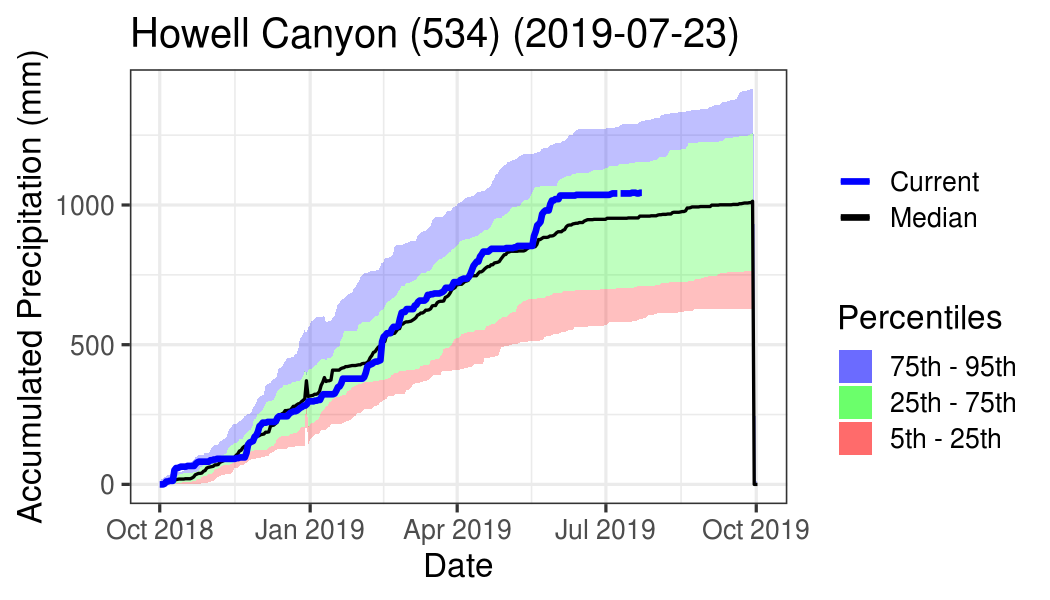 Howell Canyon (534) (2019-07-23)
Accumulated Precipitation (mm)
1000
500
0
Oct 2018
Jan 2019
Apr 2019
Jul 2019
Oct 2019
Date
Current
Median
Percentiles
75th - 95th
25th - 75th
5th - 25th